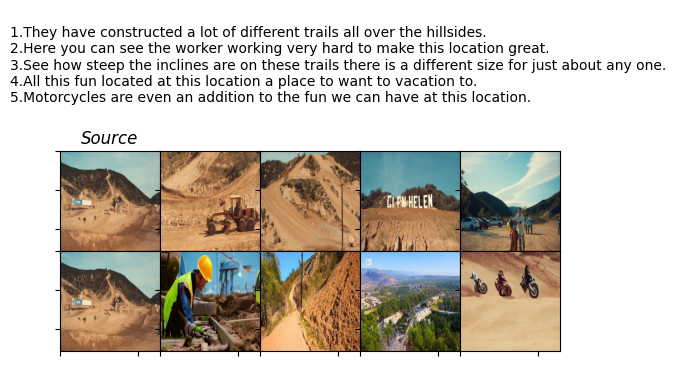 1.They have constructed a lot of different trails all over the hillsides.
2.Here you can see the worker working very hard to make this location great.
3.See how steep the inclines are on these trails there is a different size for just about any one.
4.All this fun located at this location a place to want to vacation to.
5.Motorcycles are even an addition to the fun we can have at this location.
Source
HELEN